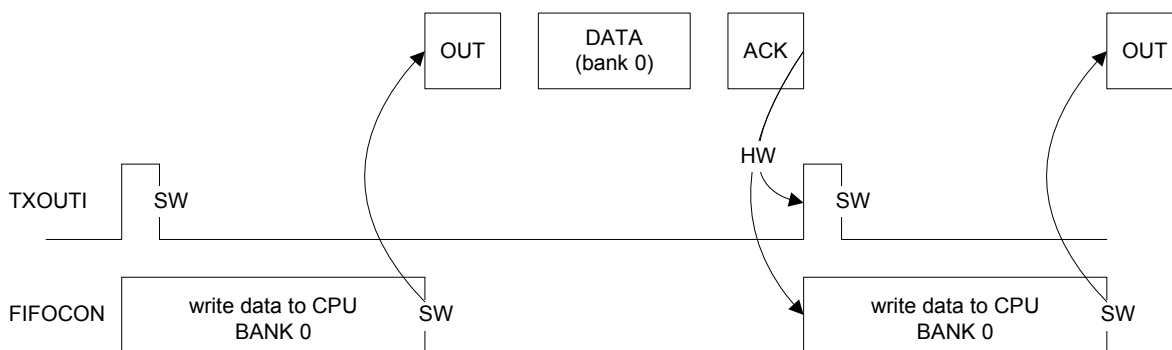 OUT
DATA
(bank 0)
ACK
OUT
HW
TXOUTI
SW
SW
FIFOCON
write data to CPU
BANK 0
SW
write data to CPU
BANK 0
SW